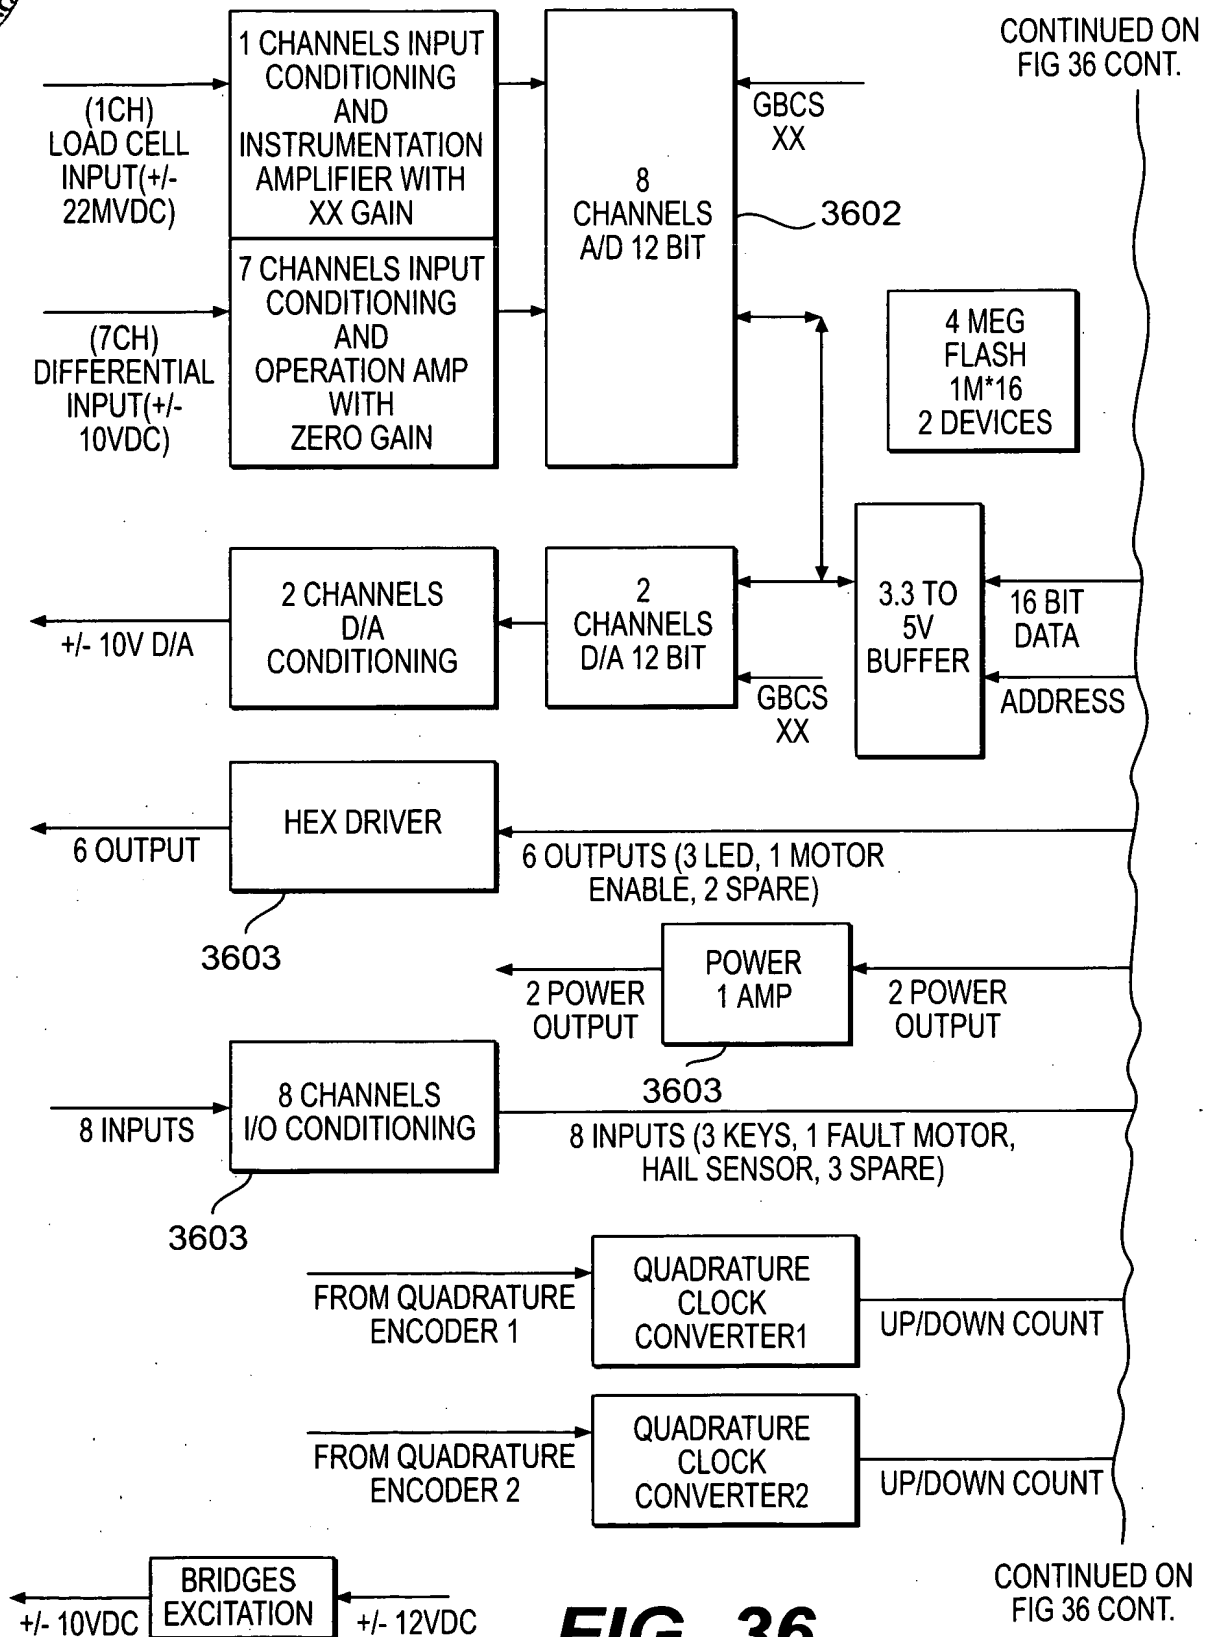 CONTINUED ON
FIG 36 CONT.
1 CHANNELS INPUT
CONDITIONING
AND
INSTRUMENTATION
AMPLIFIER WITH
XX GAIN
(1CH)
LOAD CELL
INPUT(+/-
22MVDC)
8
CHANNELS
A/D 12 BIT
GBCS
XX
3602
7 CHANNELS INPUT
CONDITIONING
AND
OPERATION AMP
WITH
ZERO GAIN
(7CH)
DIFFERENTIAL
INPUT(+/-
10VDC)
4 MEG
FLASH
1M*16
2 DEVICES
2 CHANNELS
D/A
CONDITIONING
+/- 10V D/A
2
CHANNELS
D/A 12 BIT
GBCS
XX
3.3 TO
5V
BUFFER
16 BIT
DATA
ADDRESS
HEX DRIVER
6 OUTPUT
6 OUTPUTS (3 LED, 1 MOTOR
ENABLE, 2 SPARE)
3603
POWER
1 AMP
2 POWER
OUTPUT
2 POWER
OUTPUT
3603
8 CHANNELS
I/O CONDITIONING
8 INPUTS
8 INPUTS (3 KEYS, 1 FAULT MOTOR,
HAIL SENSOR, 3 SPARE)
3603
FROM QUADRATURE
ENCODER 1
QUADRATURE
CLOCK
CONVERTER1
UP/DOWN COUNT
FROM QUADRATURE
ENCODER 2
QUADRATURE
CLOCK
CONVERTER2
UP/DOWN COUNT
BRIDGES
EXCITATION
+/- 10VDC
+/- 12VDC
FIG. 36
CONTINUED ON
FIG 36 CONT.